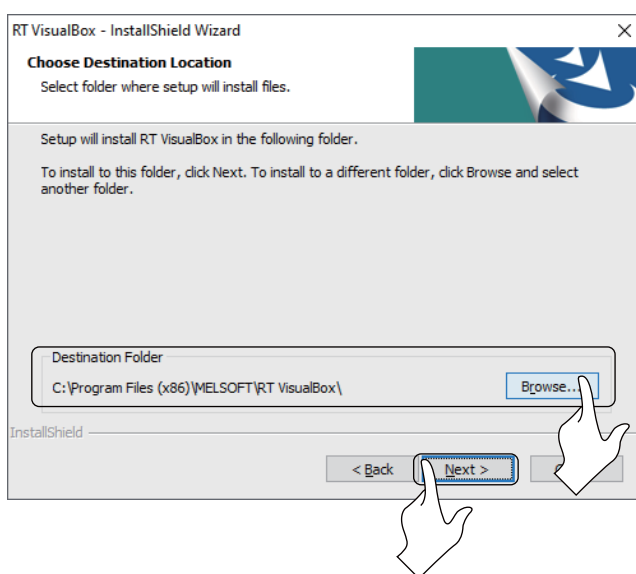 RT VisualBox - InstallShield Wizard
Choose Destination Location
Select folder where setup will install files.
Setup will install RT VisualBox in the following folder.
To install to this folder, click Next. To install to a different folder, click Browse and select
another folder.
Destination Folder
C:\Program Files (x86)\MELSOFT\RT VisualBox\
Browse...
InstallShield
< Back
Next >